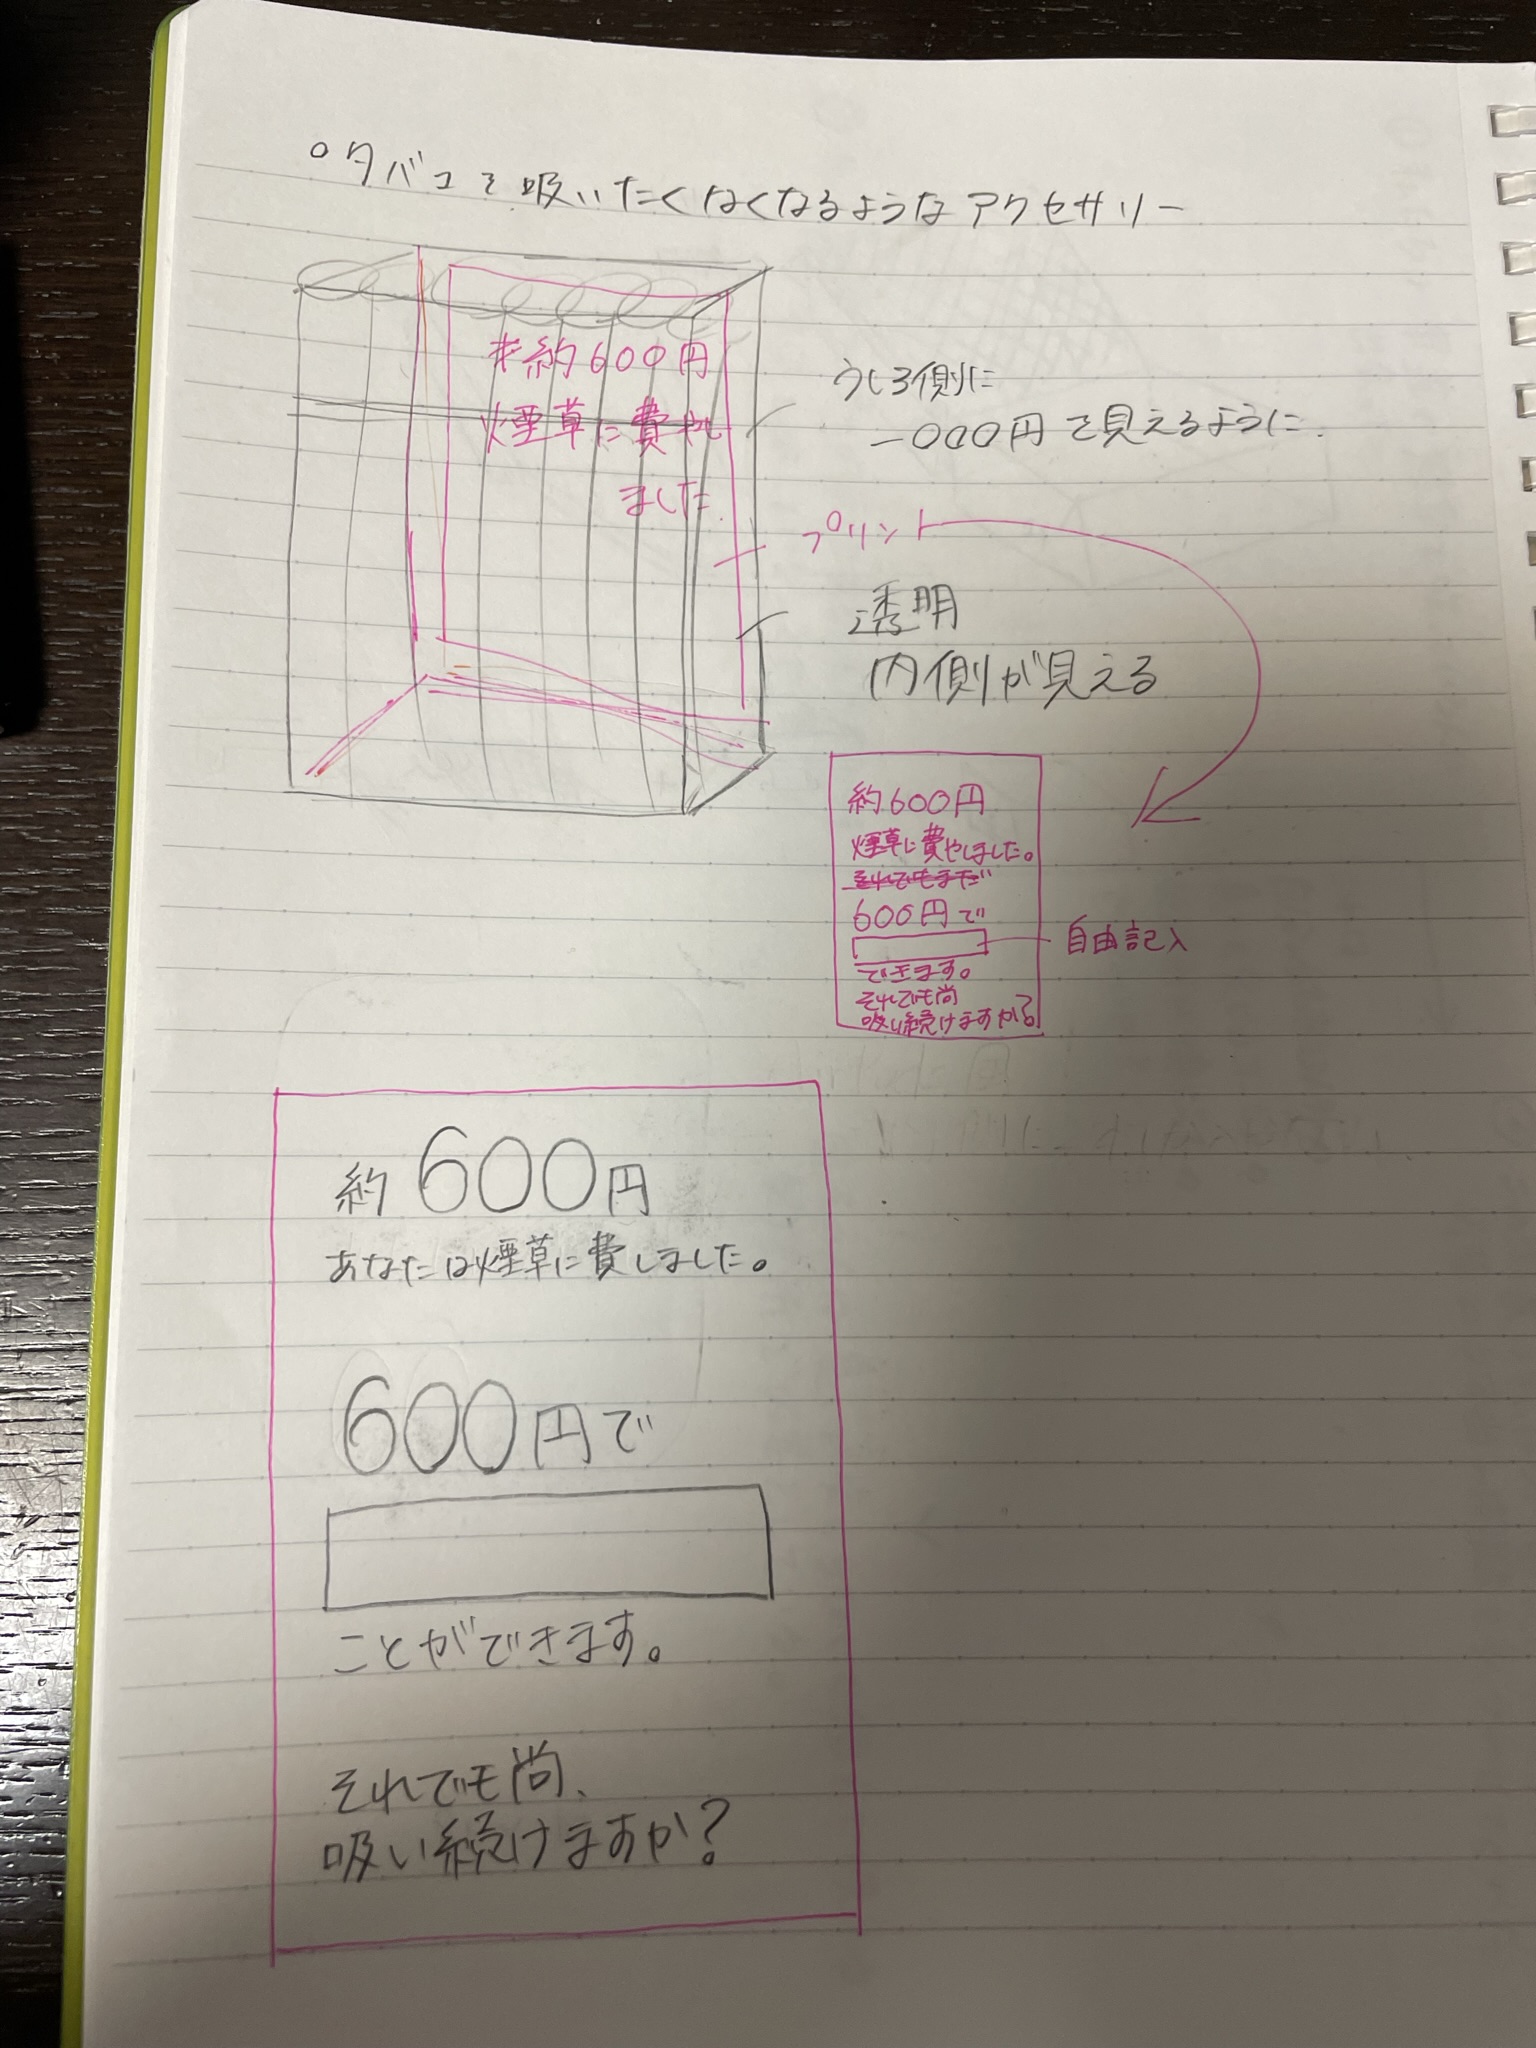 ○タバコを吸いたくなくなるようなアクセサリー
約600円
煙草に費やし
ました
うしろ側に
–000円で見えるように.
プリント
透明
内側が見える
約600円
煙草に費やしました。
それでもまだ
600円で
自由記入
できます。
それでも尚
吸い続けますか?
約600円
あなたは煙草に費しました。
600円で
ことができます。
それでも尚、
吸い続けますか?